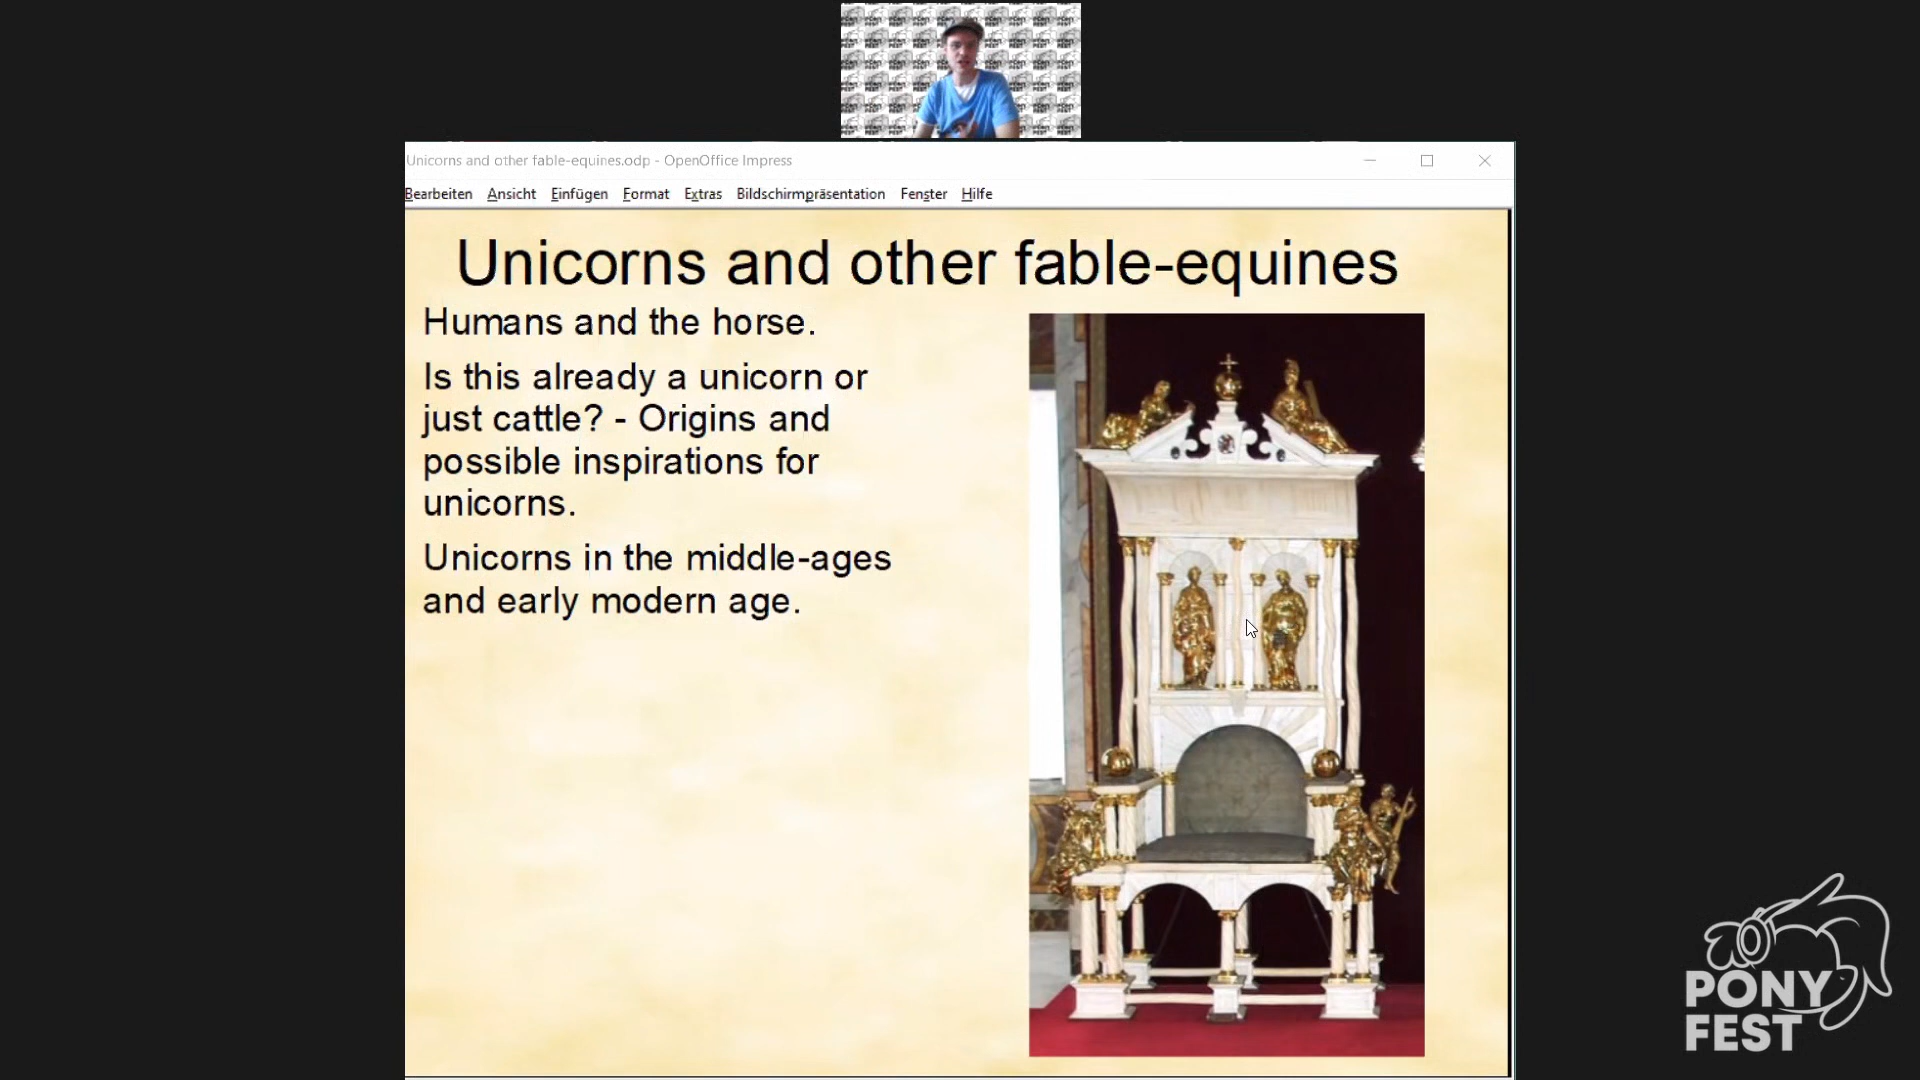 Unicorns and other fable-equines.odp - OpenOffice Impress
Bearbeiten Ansicht Einfügen Format Extras Bildschirmpräsentation Fenster Hilfe
Unicorns and other fable-equines
Humans and the horse.
Is this already a unicorn or
just cattle? - Origins and
possible inspirations for
unicorns.
Unicorns in the middle-ages
and early modern age.
PONY
FEST